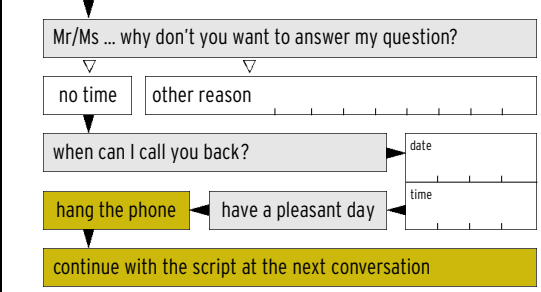 Mr/Ms ... why don't you want to answer my question?
no time
other reason
when can I call you back?
date
time
hang the phone
have a pleasant day
continue with the script at the next conversation